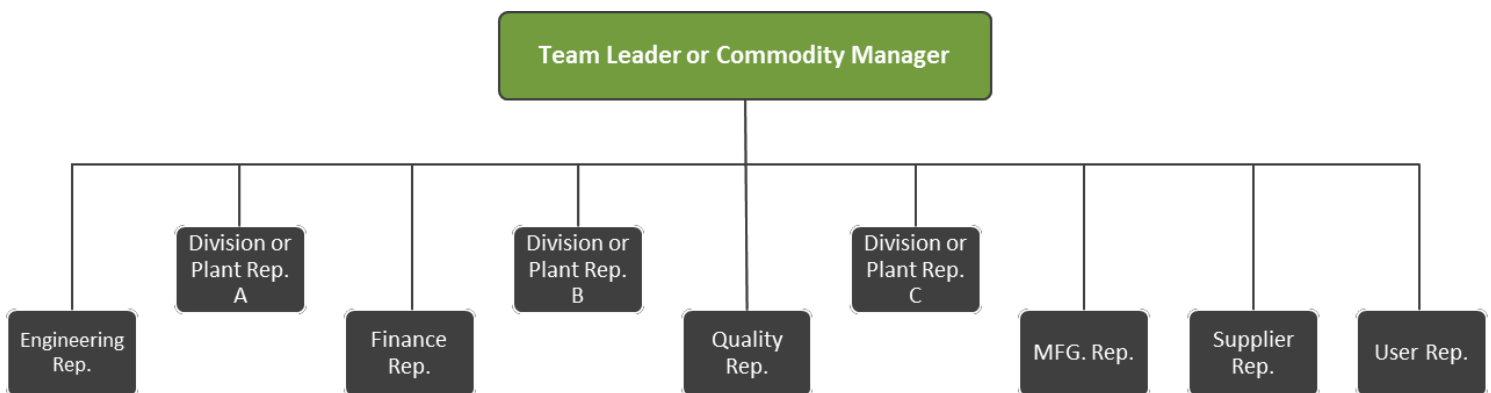 Team Leader or Commodity Manager
Division or
Plant Rep.
A
Division or
Plant Rep.
B
Division or
Plant Rep.
C
Engineering
Rep.
Finance
Rep.
Quality
Rep.
MFG. Rep.
Supplier
Rep.
User Rep.